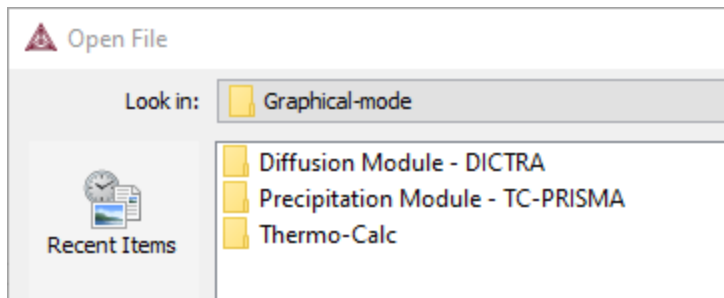 Open File
Look in: Graphical-mode
Diffusion Module - DICTRA
Precipitation Module - TC-PRISMA
Thermo-Calc
Recent Items